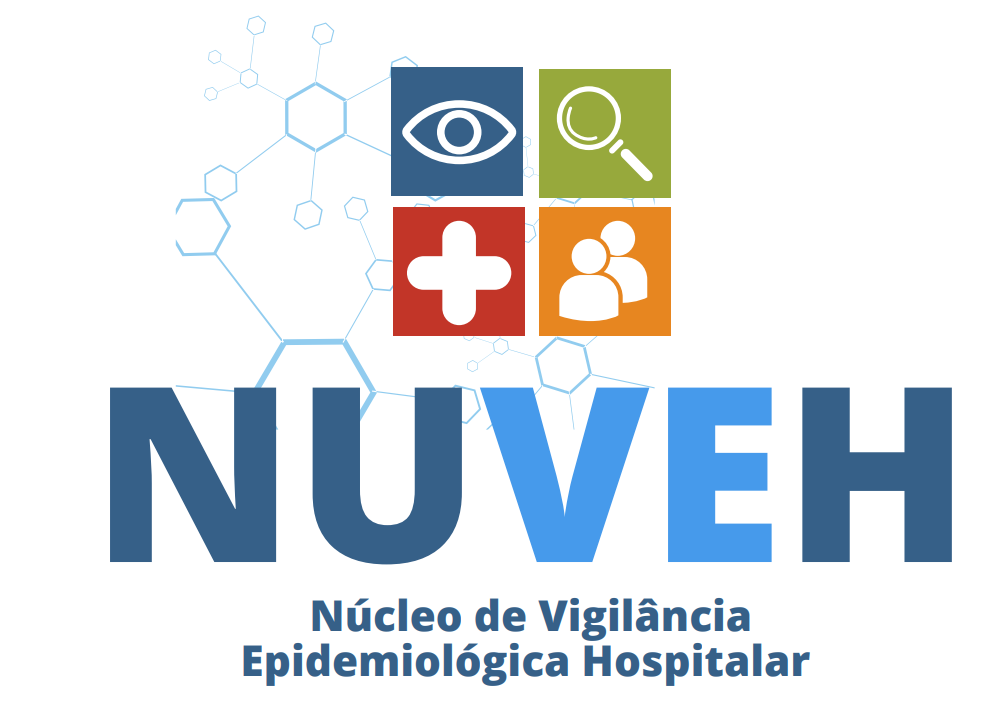 NUVEH
Núcleo de Vigilância
Epidemiológica Hospitalar